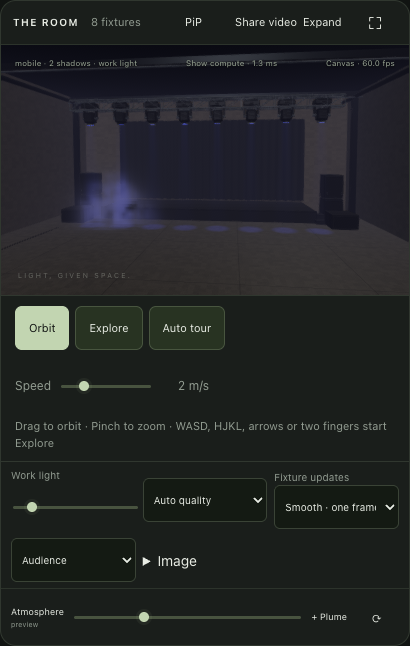 THE ROOM 8 fixtures PiP Share video Expand
mobile · 2 shadows · work light Show compute · 1.3 ms Canvas · 60.0 fps
LIGHT, GIVEN SPACE.
Orbit Explore Auto tour
Speed 2 m/s
Drag to orbit · Pinch to zoom · WASD, HJKL, arrows or two fingers start
Explore
Work light Auto quality Fixture updates
Smooth · one frame
Audience Image
Atmosphere + Plume
preview